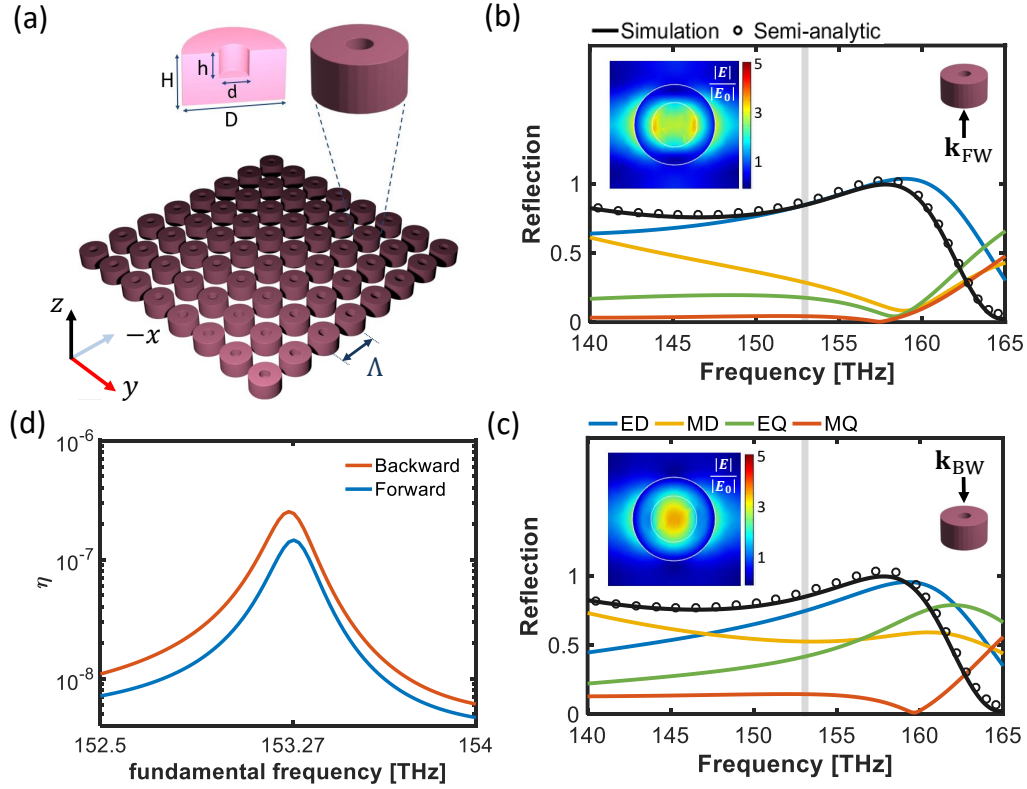 (a)
H
h
d
D
z
−x
y
Λ
(b)
Simulation
Semi-analytic
|E|
|E₀|
5
3
1
k_FW
Reflection
1
0.5
0
140
145
150
155
160
165
Frequency [THz]
(c)
ED
MD
EQ
MQ
|E|
|E₀|
5
3
1
k_BW
Reflection
1
0.5
0
140
145
150
155
160
165
Frequency [THz]
(d)
10⁻⁶
10⁻⁷
10⁻⁸
η
Backward
Forward
152.5
153.27
154
fundamental frequency [THz]